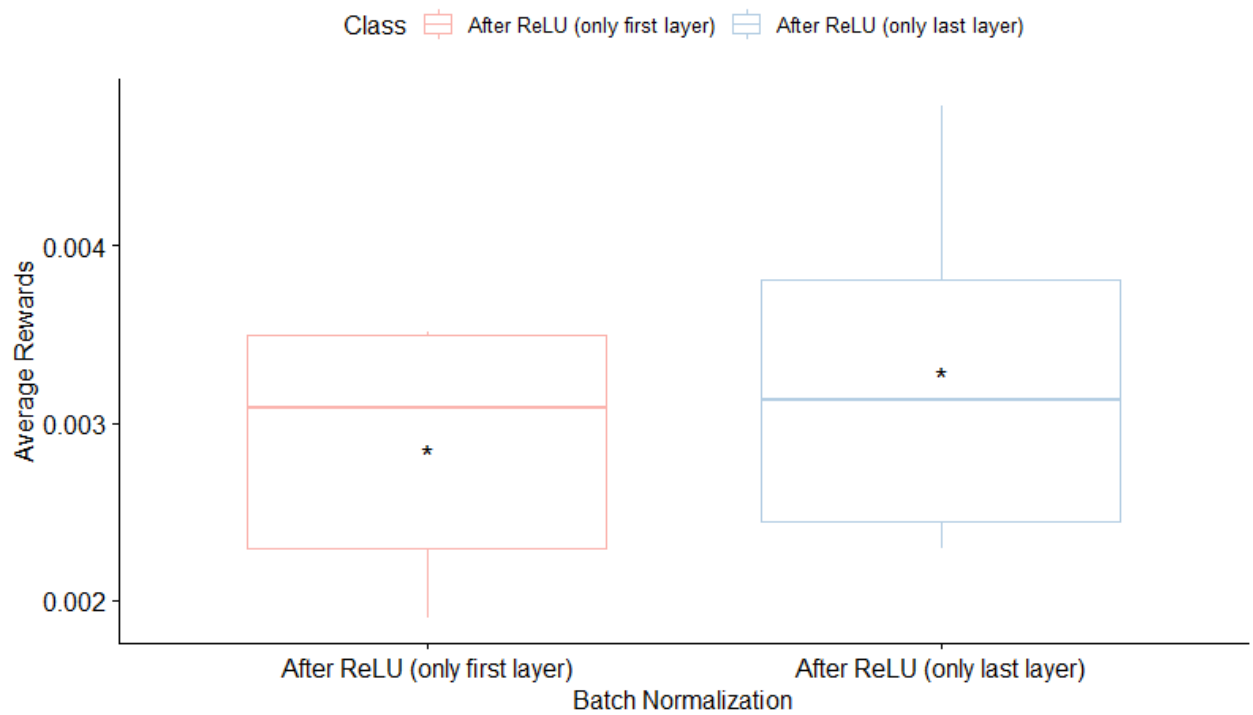 Class After ReLU (only first layer) After ReLU (only last layer)
Average Rewards
0.004
0.003
0.002
*
*
After ReLU (only first layer) After ReLU (only last layer)
Batch Normalization